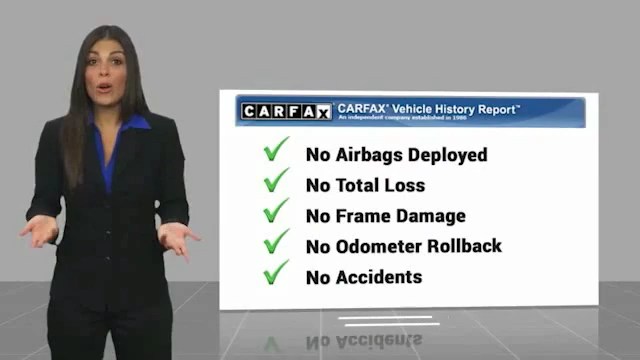 CARFAX CARFAX® Vehicle History Report™
An independent company established in 1986
No Airbags Deployed
No Total Loss
No Frame Damage
No Odometer Rollback
No Accidents